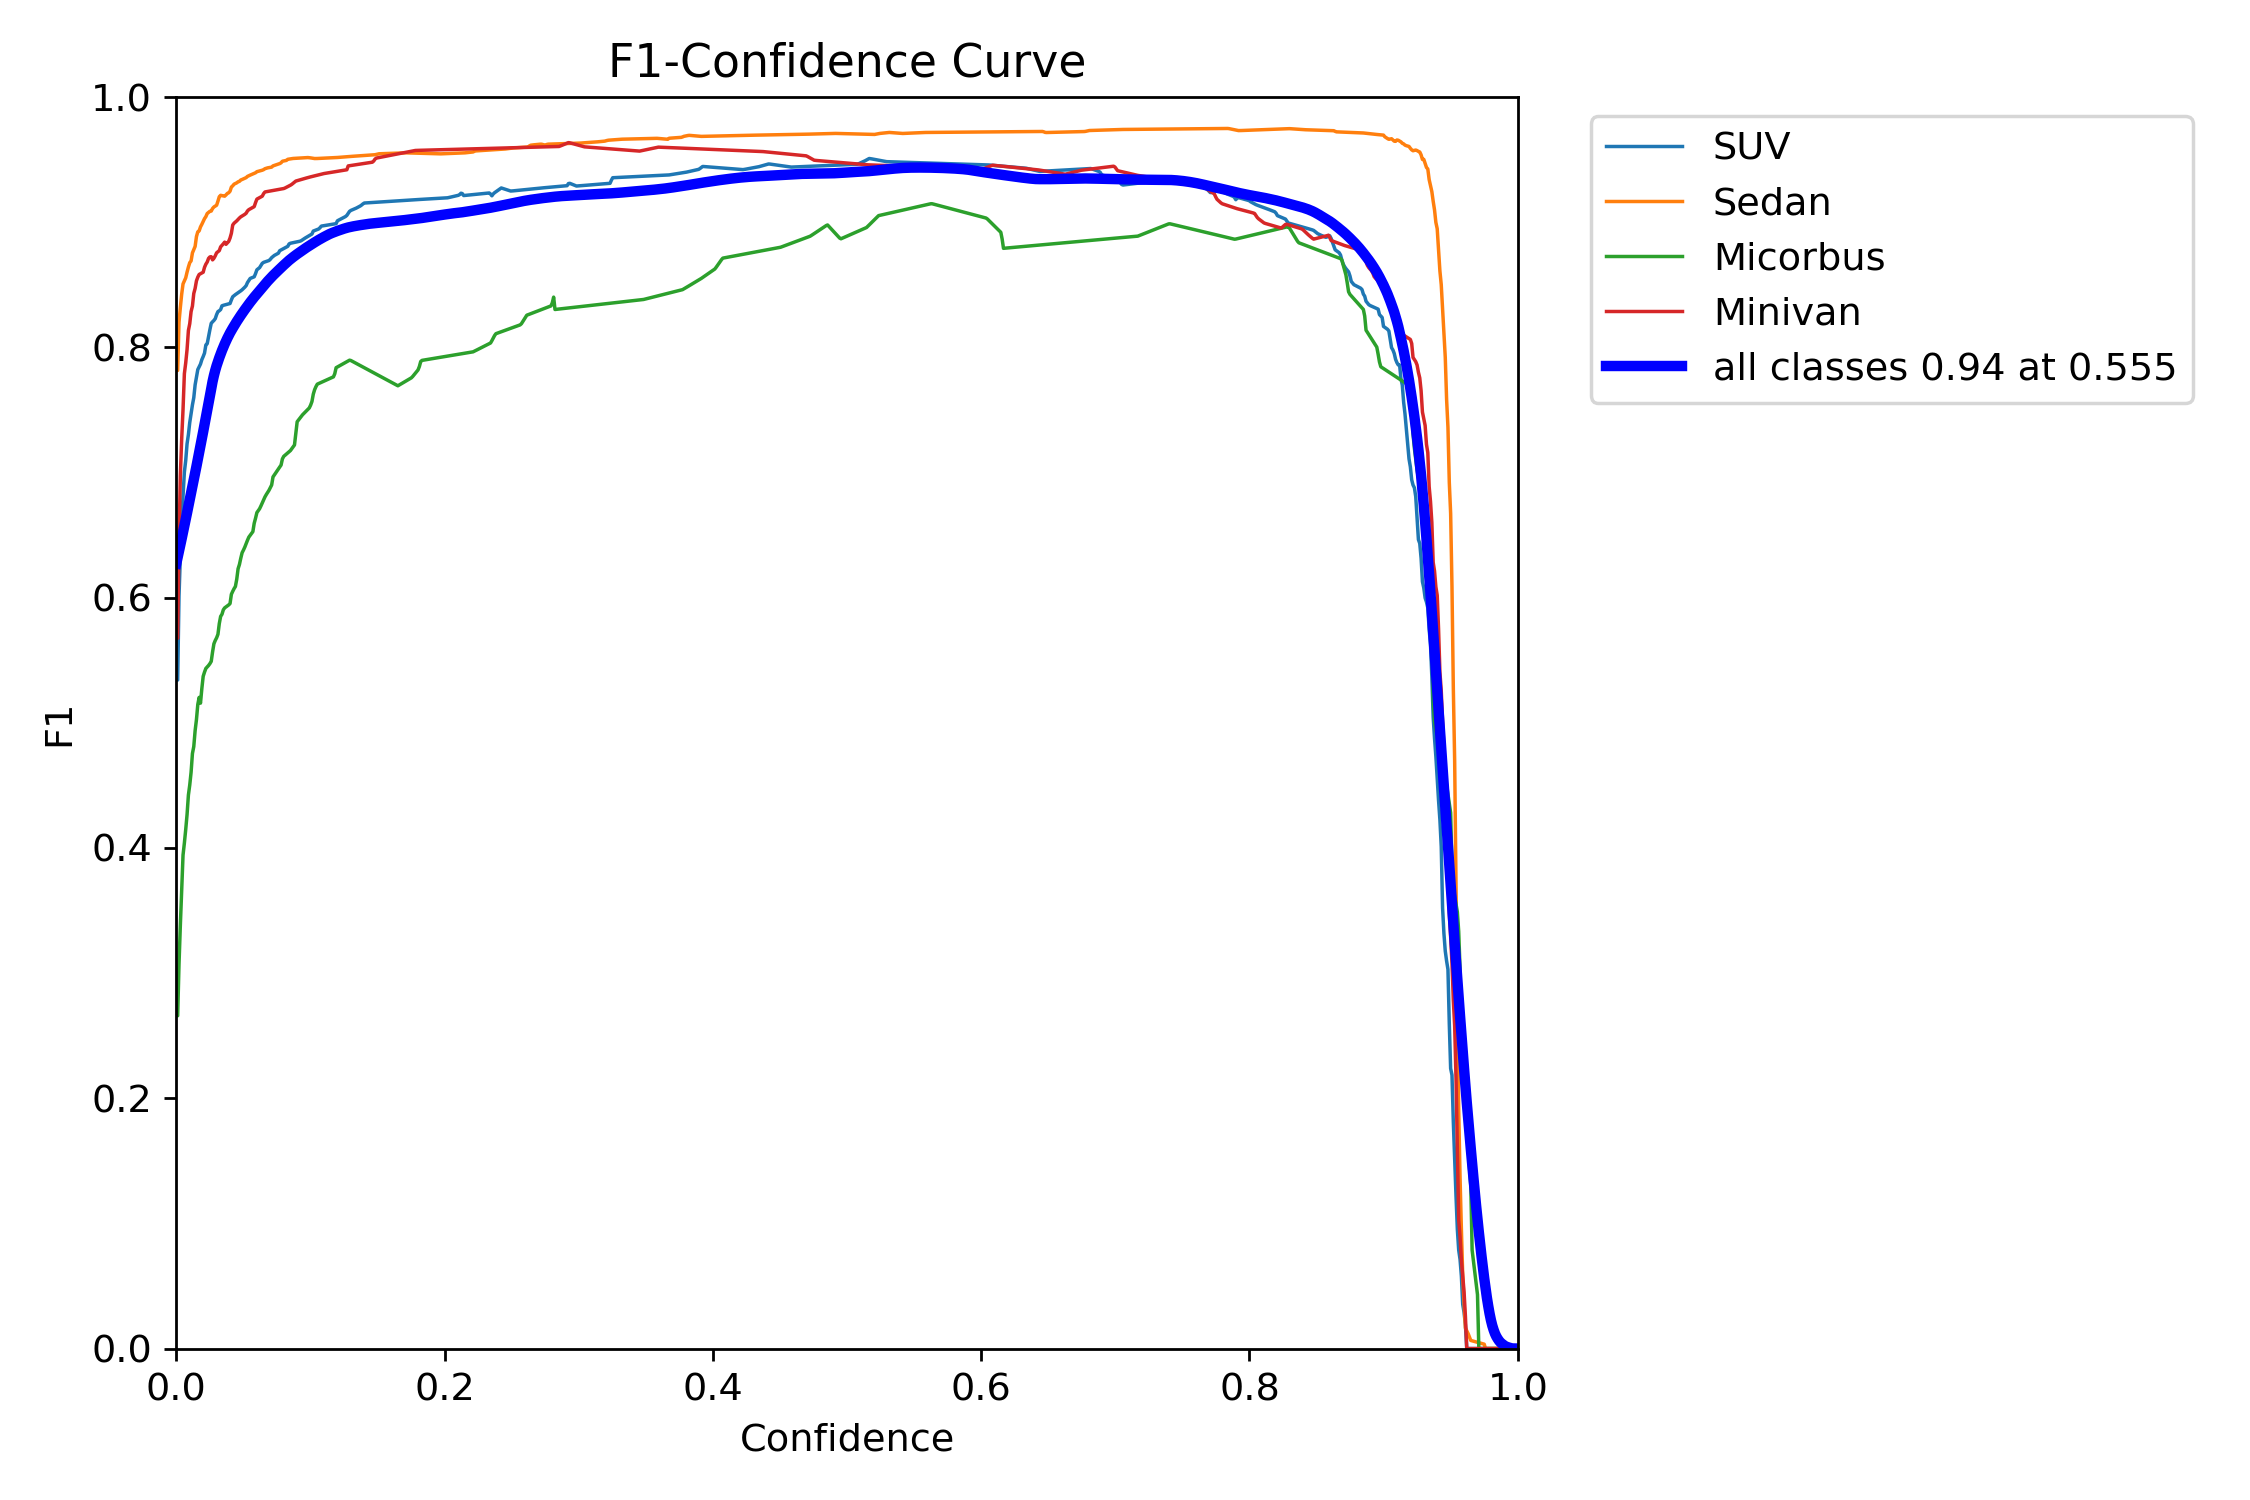 F1-Confidence Curve
1.0
0.8
0.6
0.4
0.2
0.0
F1
0.0 0.2 0.4 0.6 0.8 1.0
Confidence
SUV
Sedan
Micorbus
Minivan
all classes 0.94 at 0.555